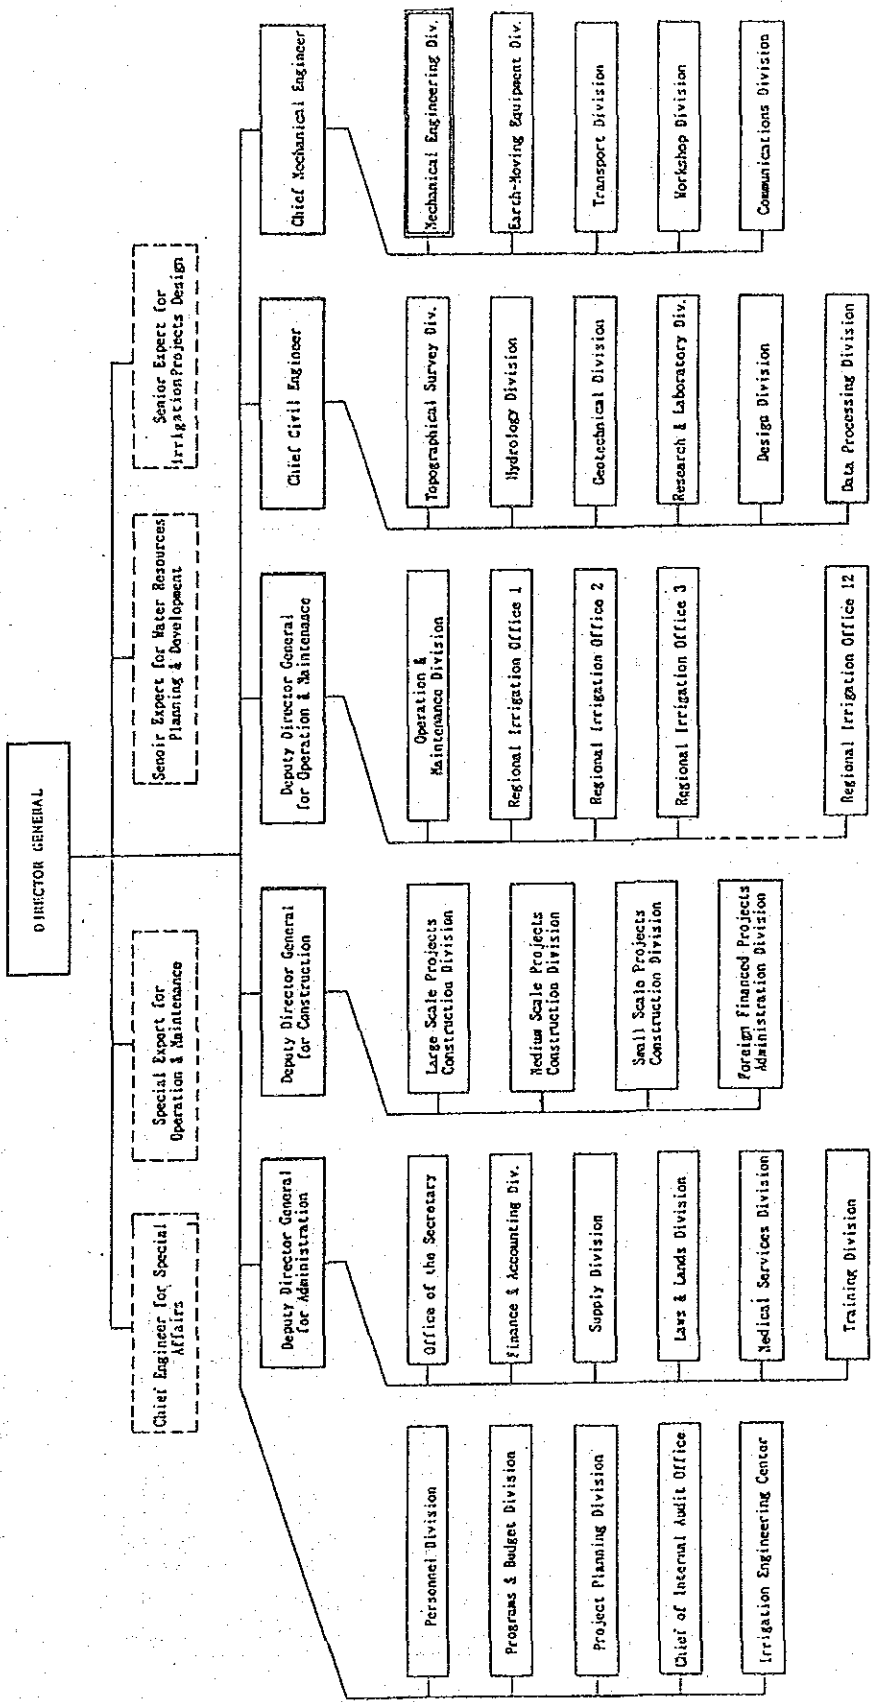 DIRECTOR GENERAL
Chief Engineer for Special
Affairs
Special Expert for
Operation & Maintenance
Senoir Expert for Water Resources
Planning & Development
Senior Expert for
Irrigation Projects Design
Deputy Director General
for Administration
Deputy Director General
for Construction
Deputy Director General
for Operation & Maintenance
Chief Civil Engineer
Chief Mechanical Engineer
Personnel Division
Programs & Budget Division
Project Planning Division
Chief of Internal Audit Office
Irrigation Engineering Center
Office of the Secretary
Finance & Accounting Div.
Supply Division
Laws & Lands Division
Medical Services Division
Training Division
Large Scale Projects
Construction Division
Medium Scale Projects
Construction Division
Small Scale Projects
Construction Division
Foreign Financed Projects
Administration Division
Operation &
Maintenance Division
Regional Irrigation Office 1
Regional Irrigation Office 2
Regional Irrigation Office 3
Regional Irrigation Office 12
Topographical Survey Div.
Hydrology Division
Geotechnical Division
Research & Laboratory Div.
Design Division
Data Processing Division
Mechanical Engineering Div.
Earth-Moving Equipment Div.
Transport Division
Workshop Division
Communications Division